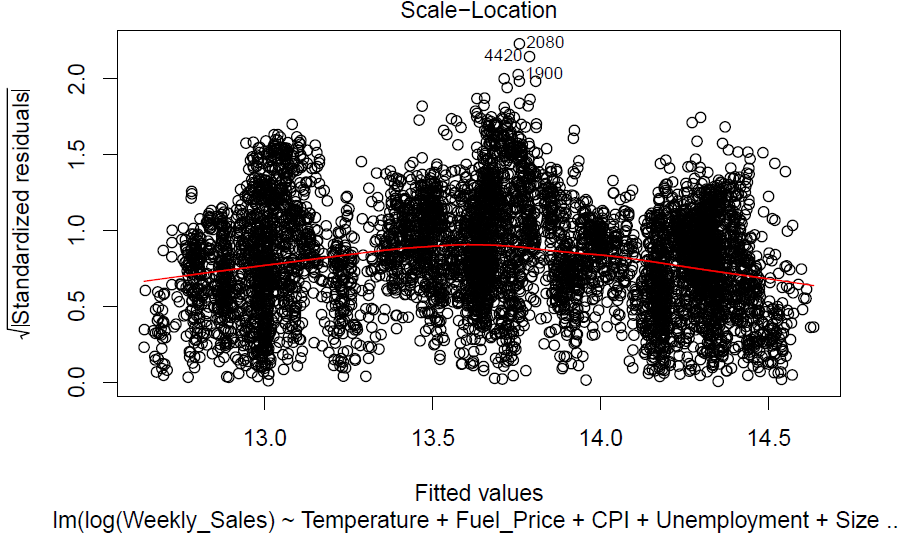 Scale−Location
2080
4420
1900
√|Standardized residuals|
2.0
1.5
1.0
0.5
0.0
13.0 13.5 14.0 14.5
Fitted values
lm(log(Weekly_Sales) ~ Temperature + Fuel_Price + CPI + Unemployment + Size ..